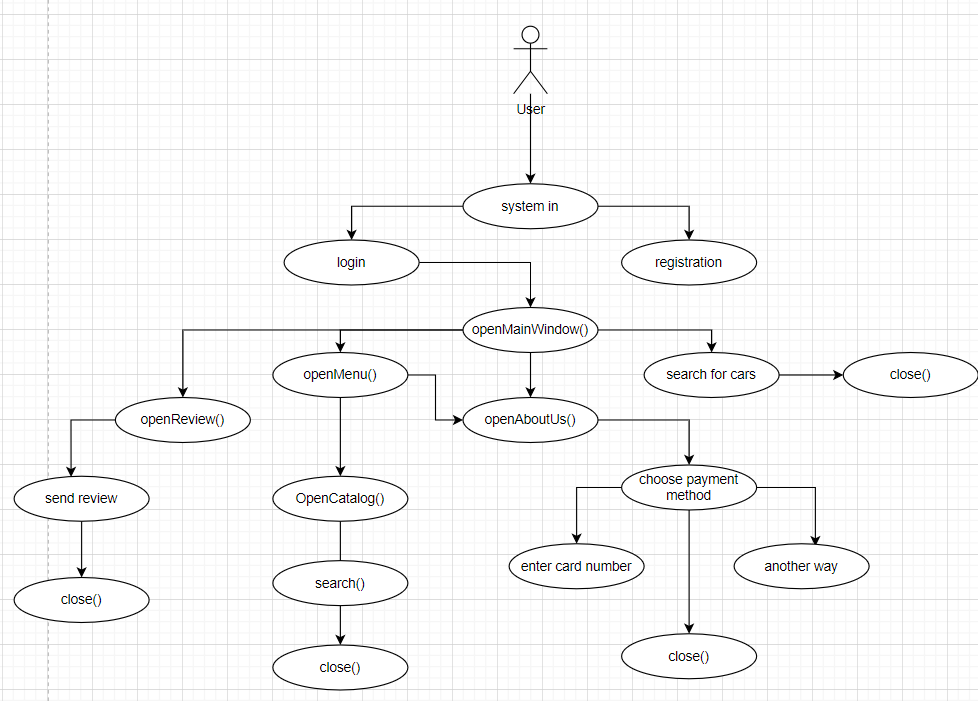 User
system in
login
registration
openMainWindow()
openMenu()
search for cars
close()
openReview()
openAboutUs()
choose payment
method
send review
OpenCatalog()
enter card number
another way
search()
close()
close()
close()